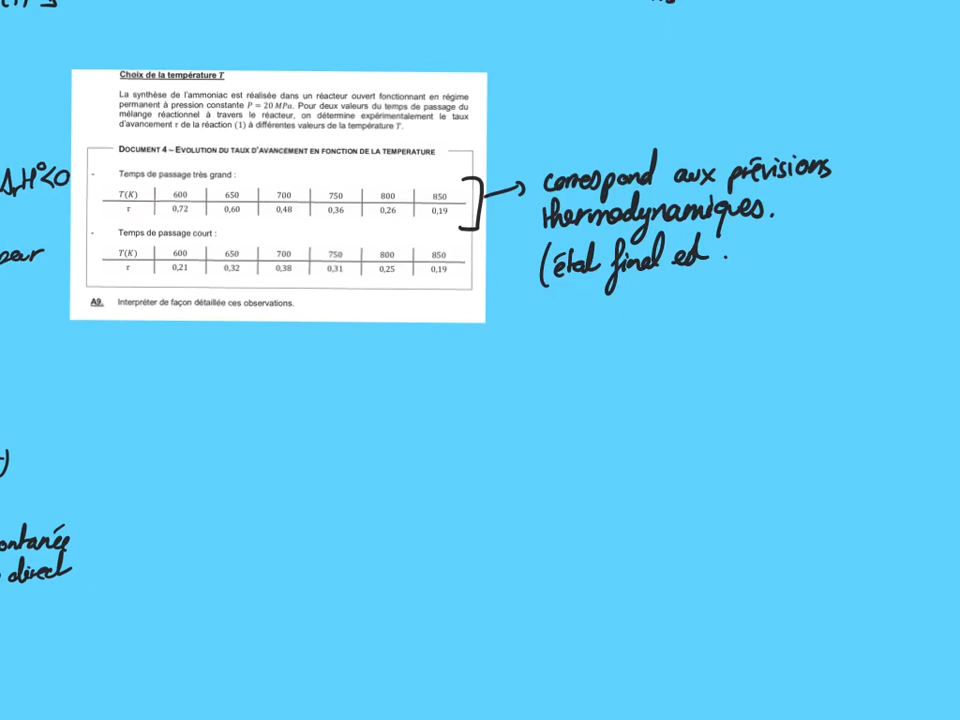 Choix de la température T
La synthèse de l'ammoniac est réalisée dans un réacteur ouvert fonctionnant en régime
permanent à pression constante P = 20 MPa. Pour deux valeurs du temps de passage du
mélange réactionnel à travers le réacteur, on détermine expérimentalement le taux
d'avancement τ de la réaction (1) à différentes valeurs de la température T.
DOCUMENT 4 – EVOLUTION DU TAUX D'AVANCEMENT EN FONCTION DE LA TEMPERATURE
- Temps de passage très grand :
T(K) 600 650 700 750 800 850
τ 0,72 0,60 0,48 0,36 0,26 0,19
- Temps de passage court :
T(K) 600 650 700 750 800 850
τ 0,21 0,32 0,38 0,31 0,25 0,19
A9. Interpréter de façon détaillée ces observations.
ΔrH°<0
correspond aux prévisions
thermodynamiques.
(état final est .
ontanée
direct